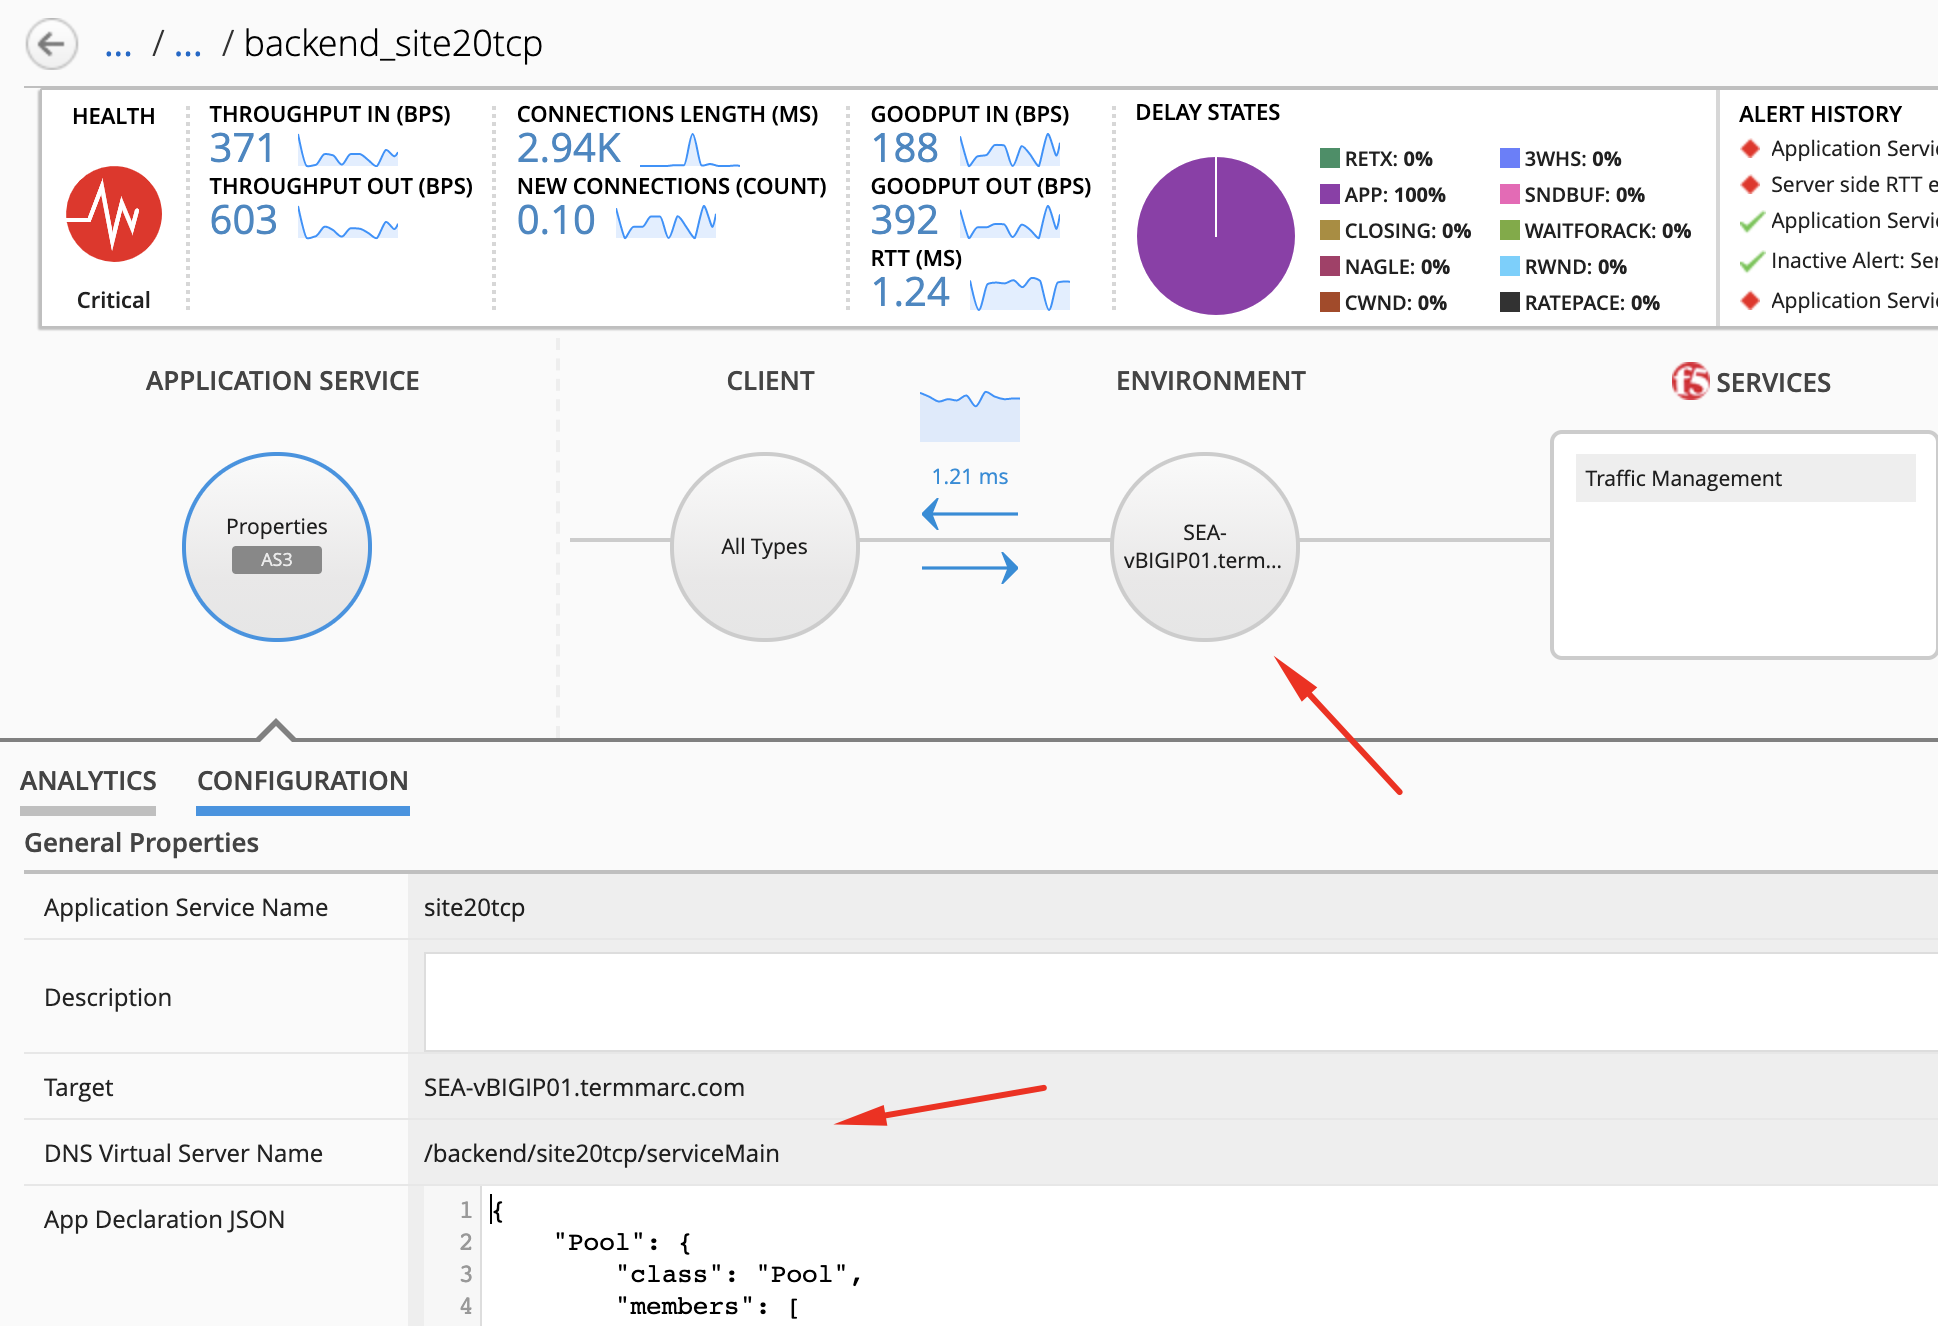 ... / ... / backend_site20tcp
HEALTH
Critical
THROUGHPUT IN (BPS)
371
THROUGHPUT OUT (BPS)
603
CONNECTIONS LENGTH (MS)
2.94K
NEW CONNECTIONS (COUNT)
0.10
GOODPUT IN (BPS)
188
GOODPUT OUT (BPS)
392
RTT (MS)
1.24
DELAY STATES
RETX: 0%
3WHS: 0%
APP: 100%
SNDBUF: 0%
CLOSING: 0%
WAITFORACK: 0%
NAGLE: 0%
RWND: 0%
CWND: 0%
RATEPACE: 0%
ALERT HISTORY
Application Servi
Server side RTT e
Application Servi
Inactive Alert: Ser
Application Servi
APPLICATION SERVICE
CLIENT
ENVIRONMENT
f5 SERVICES
Properties
AS3
All Types
1.21 ms
SEA-
vBIGIP01.term...
Traffic Management
ANALYTICS
CONFIGURATION
General Properties
Application Service Name
site20tcp
Description
Target
SEA-vBIGIP01.termmarc.com
DNS Virtual Server Name
/backend/site20tcp/serviceMain
App Declaration JSON
1 {
2 "Pool": {
3 "class": "Pool",
4 "members": [